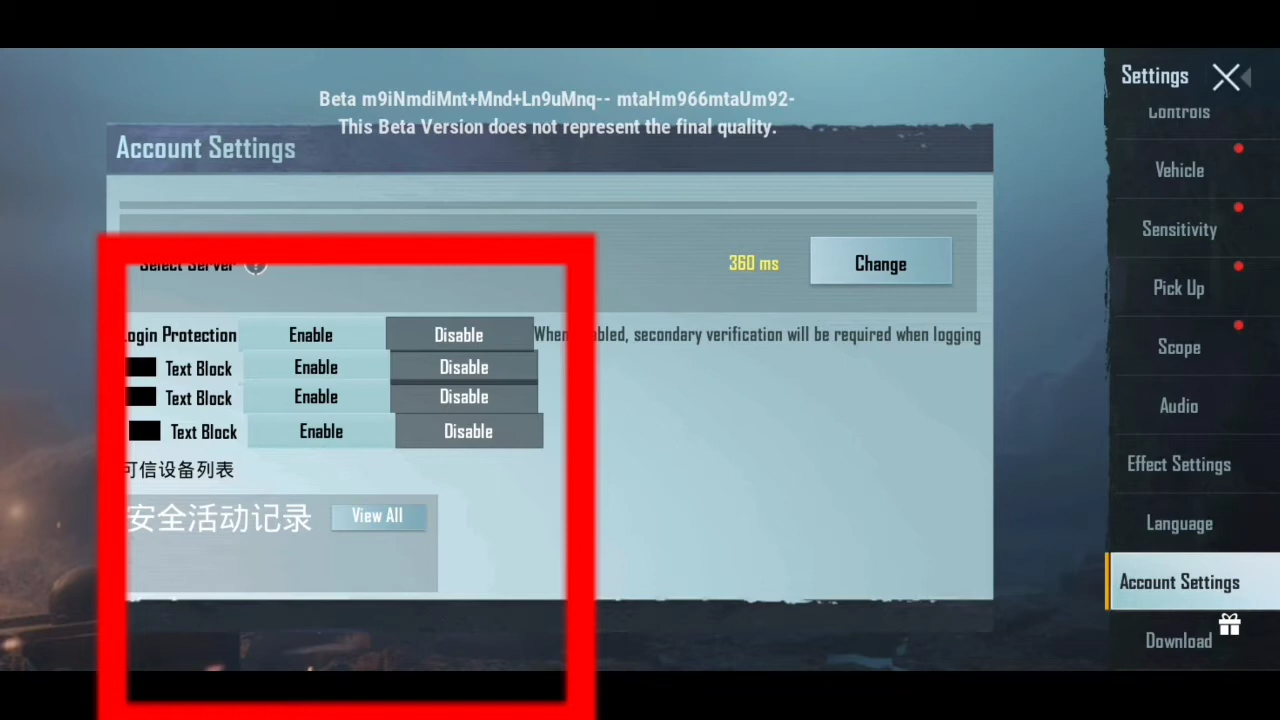 Settings
Beta m9iNmdiMnt+Mnd+Ln9uMnq-- mtaHm966mtaUm92-
This Beta Version does not represent the final quality.
Account Settings
Controls
Vehicle
Sensitivity
Pick Up
Scope
Audio
Effect Settings
Language
Account Settings
Download
Select Server ?
360 ms
Change
Login Protection Enable Disable When enabled, secondary verification will be required when logging
Text Block Enable Disable
Text Block Enable Disable
Text Block Enable Disable
可信设备列表
安全活动记录 View All